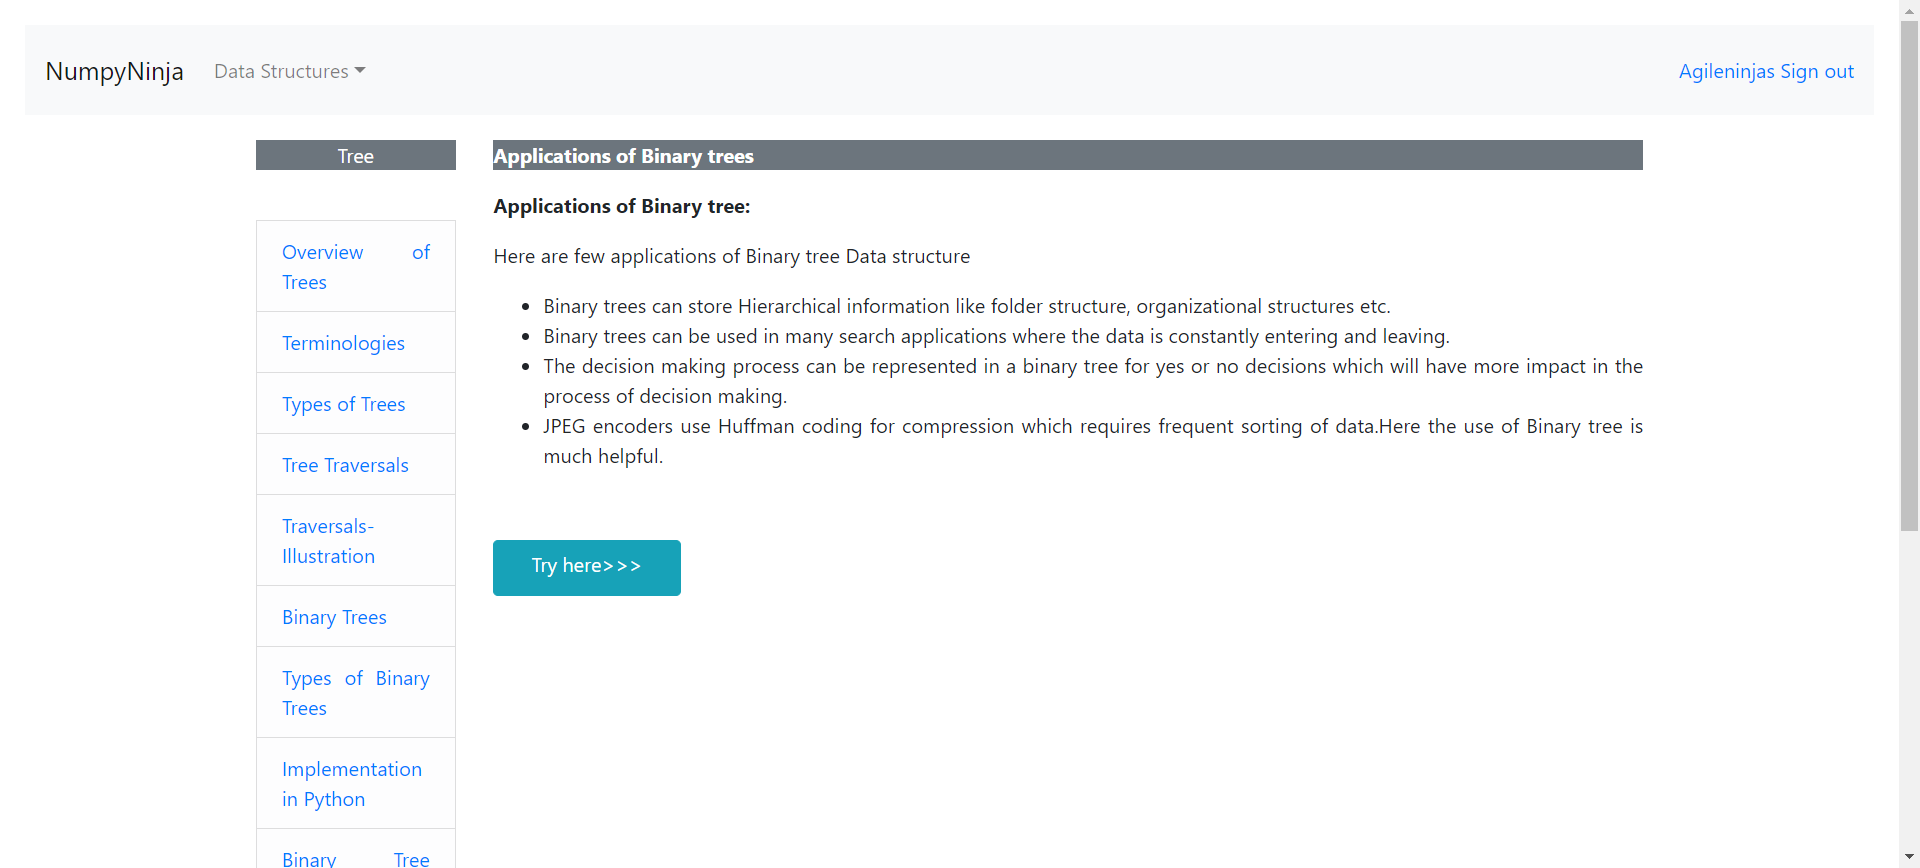 NumpyNinja Data Structures Agileninjas Sign out
Tree
Overview of
Trees
Terminologies
Types of Trees
Tree Traversals
Traversals-
Illustration
Binary Trees
Types of Binary
Trees
Implementation
in Python
Binary Tree
Applications of Binary trees
Applications of Binary tree:
Here are few applications of Binary tree Data structure
Binary trees can store Hierarchical information like folder structure, organizational structures etc.
Binary trees can be used in many search applications where the data is constantly entering and leaving.
The decision making process can be represented in a binary tree for yes or no decisions which will have more impact in the
process of decision making.
JPEG encoders use Huffman coding for compression which requires frequent sorting of data.Here the use of Binary tree is
much helpful.
Try here>>>